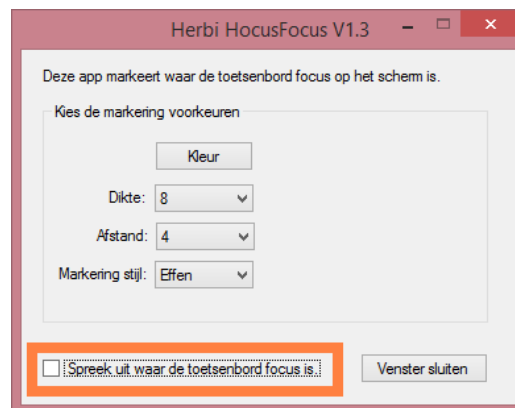 Herbi HocusFocus V1.3
Deze app markeert waar de toetsenbord focus op het scherm is.
Kies de markering voorkeuren
Kleur
Dikte: 8
Afstand: 4
Markering stijl: Effen
Spreek uit waar de toetsenbord focus is. Venster sluiten